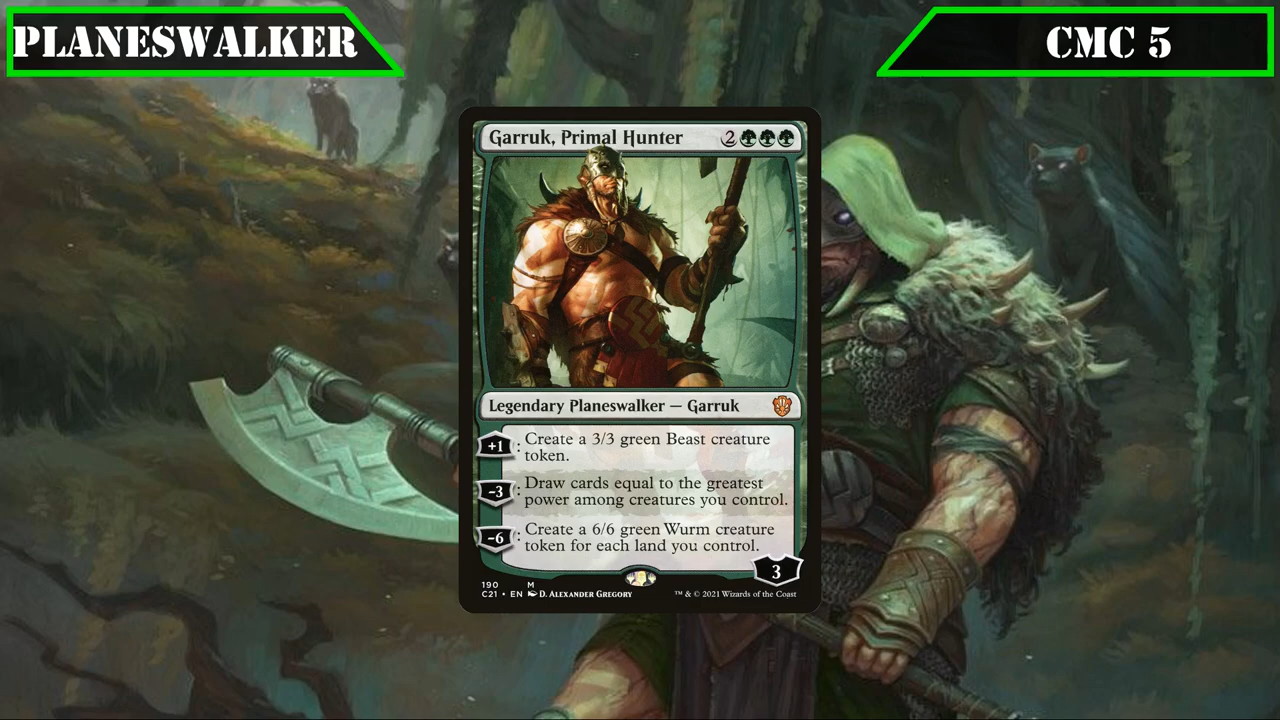 PLANESWALKER
CMC 5
Garruk, Primal Hunter 2
Legendary Planeswalker — Garruk
+1: Create a 3/3 green Beast creature
token.
-3: Draw cards equal to the greatest
power among creatures you control.
-6: Create a 6/6 green Wurm creature
token for each land you control.
3
190 M
C21 • EN D. Alexander Gregory ™ & © 2021 Wizards of the Coast